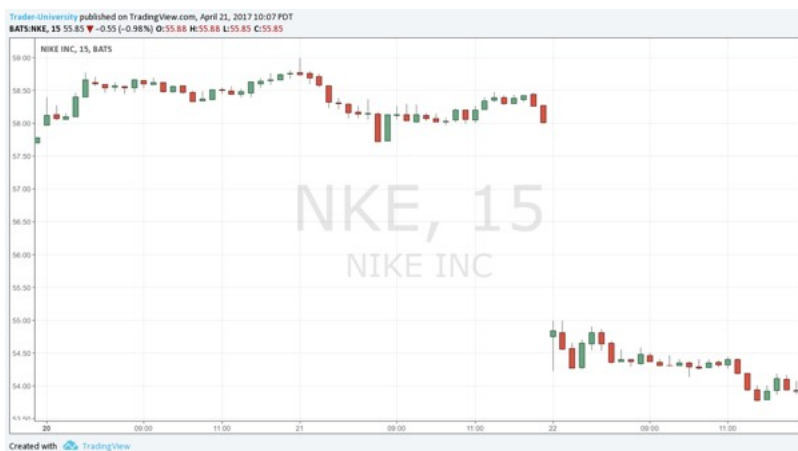 Trader-University published on TradingView.com, April 21, 2017 10:07 PDT
BATS:NKE, 15 55.85 ▼ −0.55 (−0.98%) O:55.88 H:55.88 L:55.85 C:55.85
NIKE INC, 15, BATS
59.00
58.50
58.00
57.50
57.00
56.50
56.00
55.50
55.00
54.50
54.00
53.50
NKE, 15
NIKE INC
20 09:00 11:00 21 09:00 11:00 22 09:00 11:00
Created with TradingView